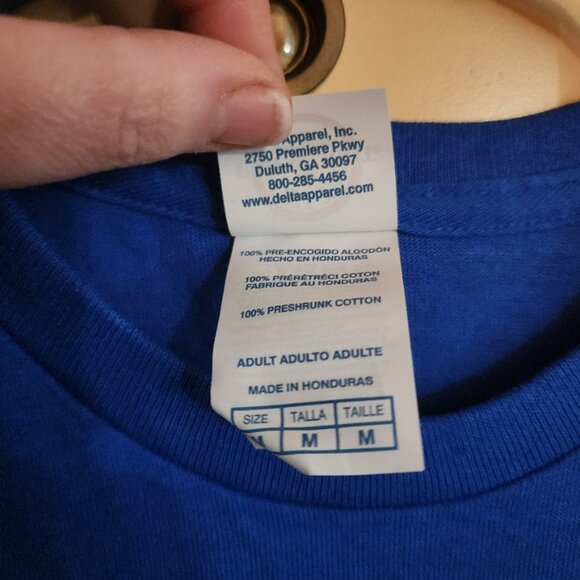 Apparel, Inc.
2750 Premiere Pkwy
Duluth, GA 30097
800-285-4456
www.deltaapparel.com
100% PRE-ENCOGIDO ALGODÓN
HECHO EN HONDURAS
100% PRÉRÉTRÉCI COTON
FABRIQUE AU HONDURAS
100% PRESHRUNK COTTON
ADULT ADULTO ADULTE
MADE IN HONDURAS
SIZE TALLA TAILLE
M M M